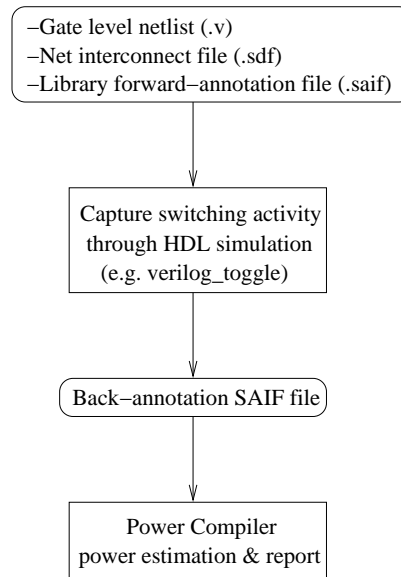 −Gate level netlist (.v)
−Net interconnect file (.sdf)
−Library forward−annotation file (.saif)
Capture switching activity
through HDL simulation
(e.g. verilog_toggle)
Back−annotation SAIF file
Power Compiler
power estimation & report